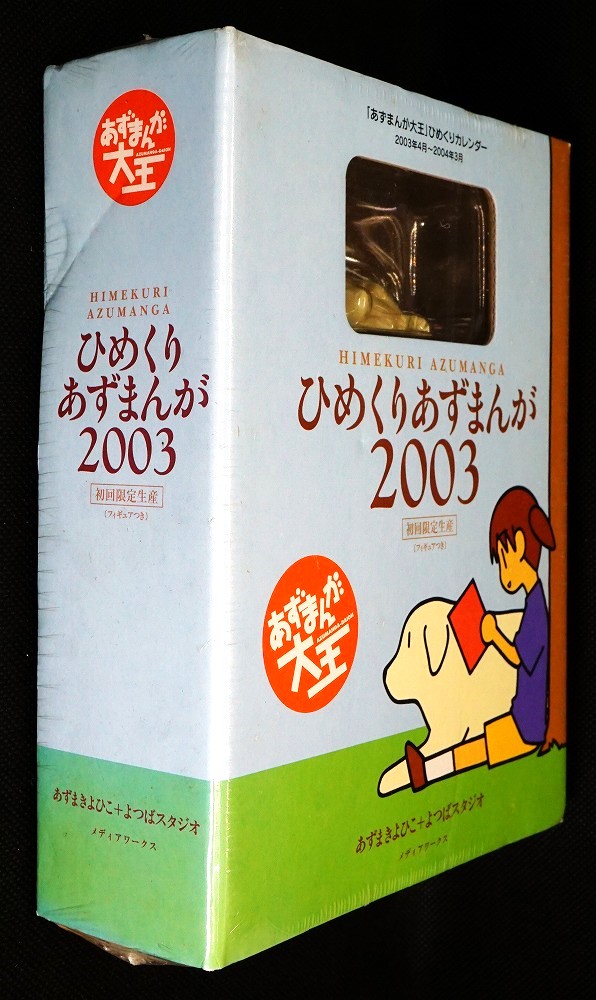 あずまんが
大王
AZUMANGA-DAIOH
HIMEKURI
AZUMANGA
ひめくり
あずまんが
2003
初回限定生産
(フィギュアつき)
あずまきよひこ+よつばスタジオ
メディアワークス
「あずまんが大王」ひめくりカレンダー
2003年4月〜2004年3月
HIMEKURI AZUMANGA
ひめくりあずまんが
2003
初回限定生産
(フィギュアつき)
あずまんが
大王
AZUMANGA-DAIOH
あずまきよひこ+よつばスタジオ
メディアワークス